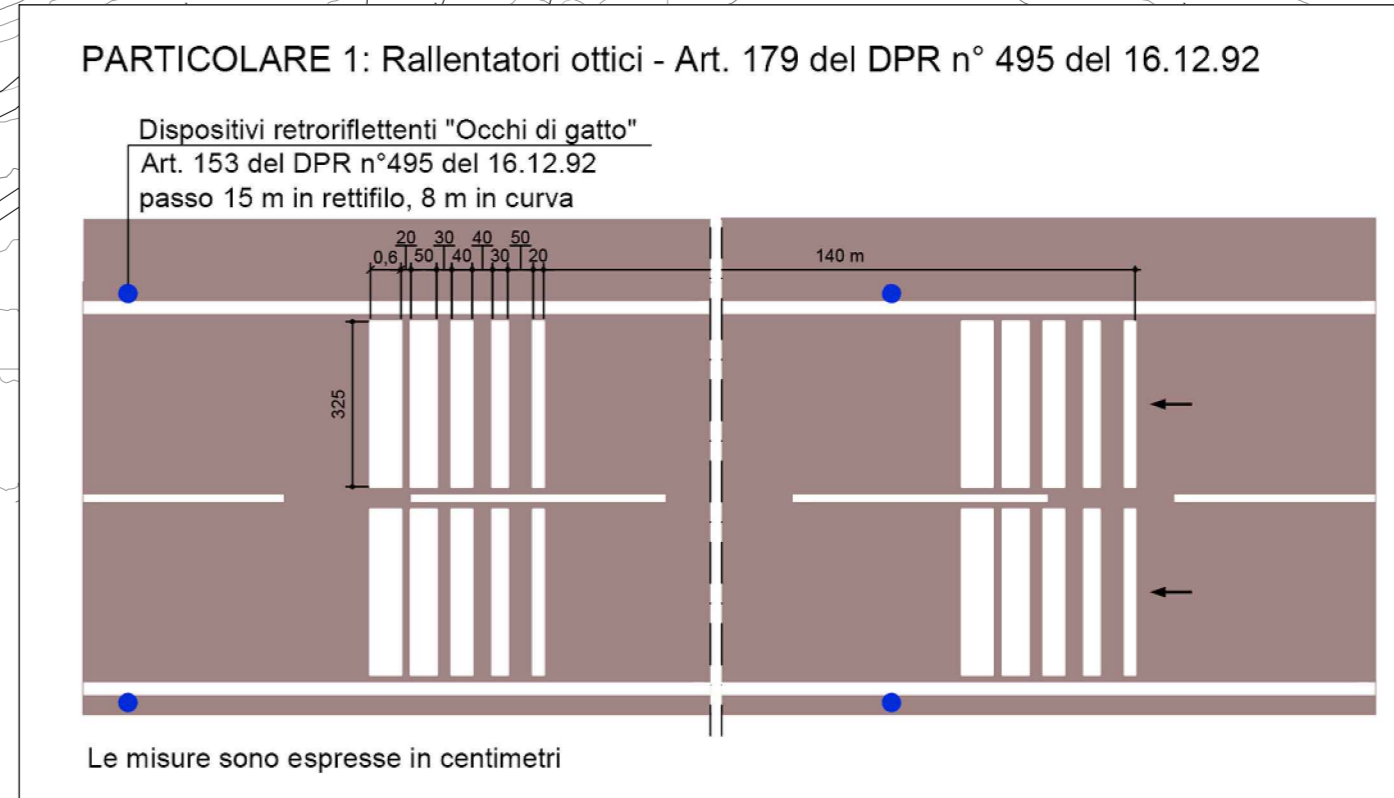 PARTICOLARE 1: Rallentatori ottici - Art. 179 del DPR n° 495 del 16.12.92
Dispositivi retroriflettenti "Occhi di gatto"
Art. 153 del DPR n°495 del 16.12.92
passo 15 m in rettifilo, 8 m in curva
20 30 40 50
0,6 50 40 30 20 140 m
325
Le misure sono espresse in centimetri